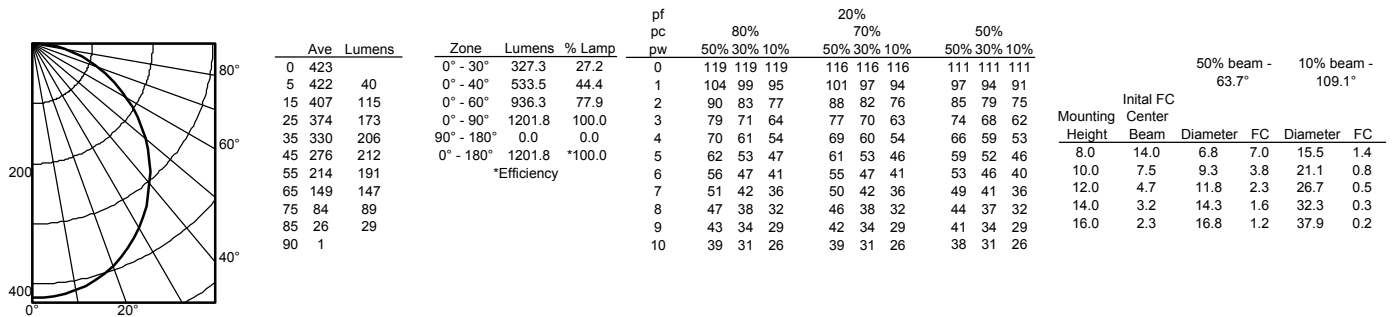 200
400
0° 20°
40°
60°
80°
Ave Lumens
0 423
5 422 40
15 407 115
25 374 173
35 330 206
45 276 212
55 214 191
65 149 147
75 84 89
85 26 29
90 1
Zone Lumens % Lamp
0° - 30° 327.3 27.2
0° - 40° 533.5 44.4
0° - 60° 936.3 77.9
0° - 90° 1201.8 100.0
90° - 180° 0.0 0.0
0° - 180° 1201.8 *100.0
*Efficiency
pf 20%
pc 80% 70% 50%
pw 50% 30% 10% 50% 30% 10% 50% 30% 10%
0 119 119 119 116 116 116 111 111 111
1 104 99 95 101 97 94 97 94 91
2 90 83 77 88 82 76 85 79 75
3 79 71 64 77 70 63 74 68 62
4 70 61 54 69 60 54 66 59 53
5 62 53 47 61 53 46 59 52 46
6 56 47 41 55 47 41 53 46 40
7 51 42 36 50 42 36 49 41 36
8 47 38 32 46 38 32 44 37 32
9 43 34 29 42 34 29 41 34 29
10 39 31 26 39 31 26 38 31 26
50% beam - 10% beam -
63.7° 109.1°
Inital FC
Mounting Center
Height Beam Diameter FC Diameter FC
8.0 14.0 6.8 7.0 15.5 1.4
10.0 7.5 9.3 3.8 21.1 0.8
12.0 4.7 11.8 2.3 26.7 0.5
14.0 3.2 14.3 1.6 32.3 0.3
16.0 2.3 16.8 1.2 37.9 0.2